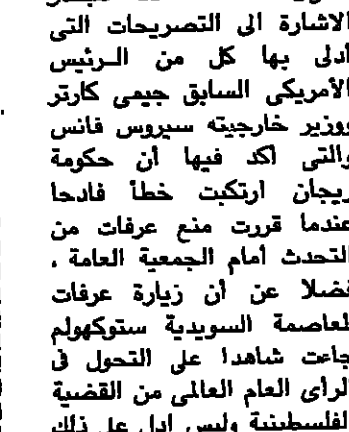 الاشارة الى التصريحات التى
أدلى بها كل من الـرئيس
الأمريكى السابق جيمى كارتر
ووزير خارجيته سيروس فانس
والتى اكد فيها أن حكومة
ريجان ارتكبت خطأ فادحا
عندما قررت منع عرفات من
التحدث أمام الجمعية العامة .
فضلا عن أن زيارة عرفات
للعاصمة السويدية ستوكهولم
جاءت شاهدا على التحول فى
الرأى العام العالمى من القضية
الفلسطينية وليس ادل على ذلك